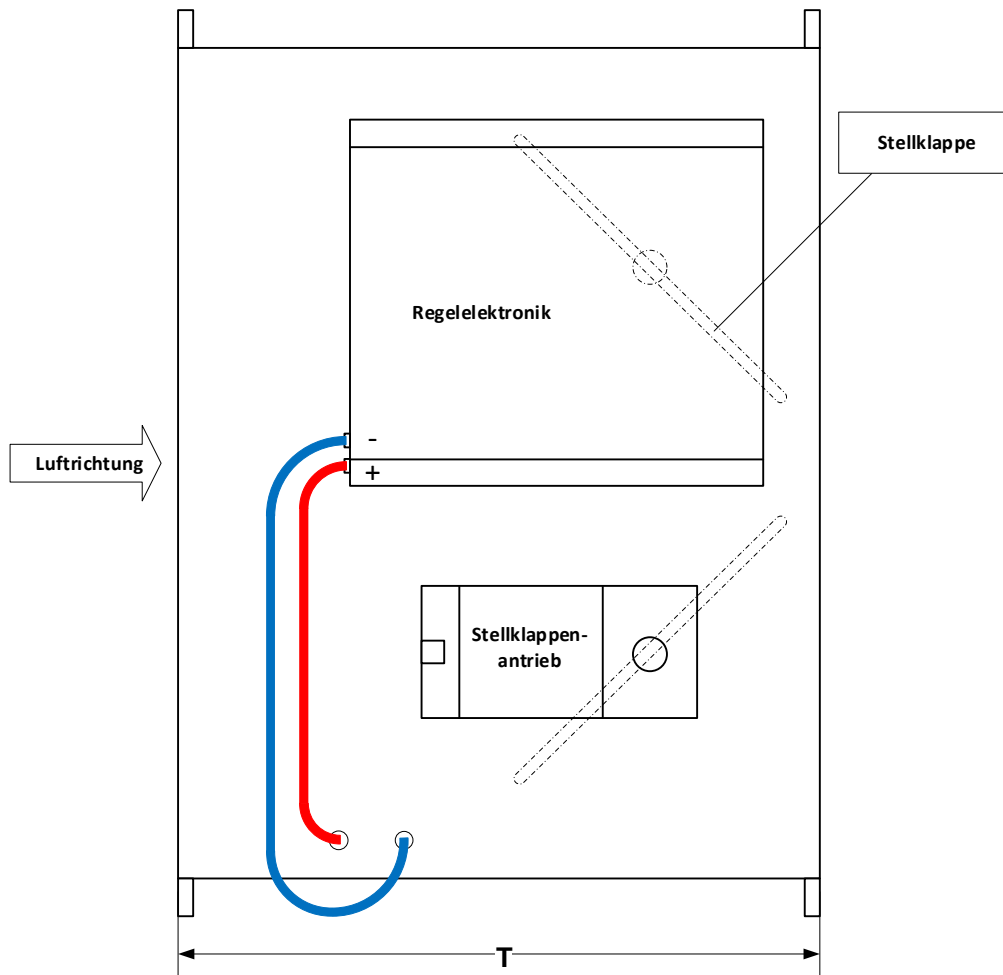 Stellklappe
Regelelektronik
-
Luftrichtung
+
Stellklappen-
antrieb
T